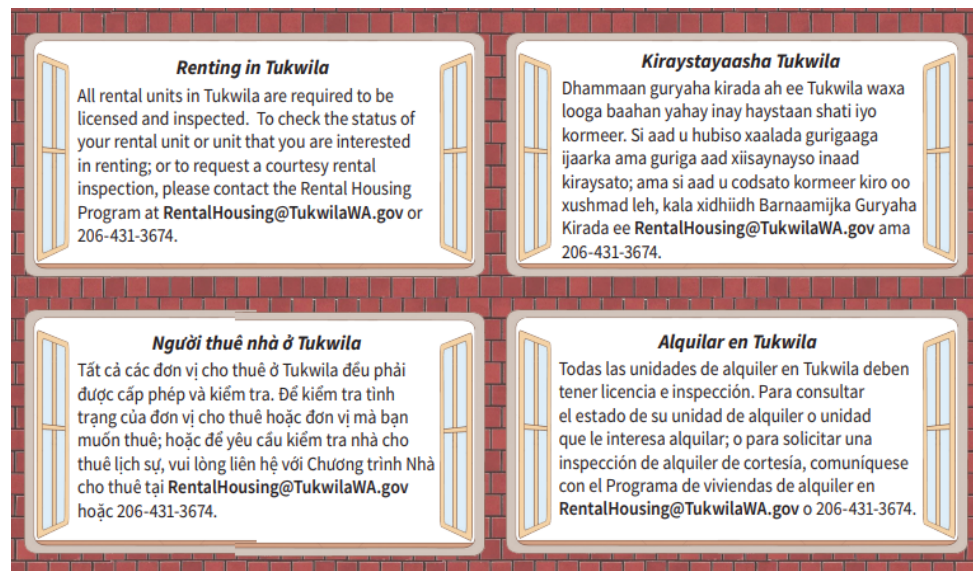 Renting in Tukwila
All rental units in Tukwila are required to be
licensed and inspected. To check the status of
your rental unit or unit that you are interested
in renting; or to request a courtesy rental
inspection, please contact the Rental Housing
Program at RentalHousing@TukwilaWA.gov or
206-431-3674.
Kiraystayaasha Tukwila
Dhammaan guryaha kirada ah ee Tukwila waxa
looga baahan yahay inay haystaan shati iyo
kormeer. Si aad u hubiso xaalada gurigaaga
ijaarka ama guriga aad xiisaynayso inaad
kiraysato; ama si aad u codsato kormeer kiro oo
xushmad leh, kala xidhiidh Barnaamijka Guryaha
Kirada ee RentalHousing@TukwilaWA.gov ama
206-431-3674.
Người thuê nhà ở Tukwila
Tất cả các đơn vị cho thuê ở Tukwila đều phải
được cấp phép và kiểm tra. Để kiểm tra tình
trạng của đơn vị cho thuê hoặc đơn vị mà bạn
muốn thuê; hoặc để yêu cầu kiểm tra nhà cho
thuê lịch sự, vui lòng liên hệ với Chương trình Nhà
cho thuê tại RentalHousing@TukwilaWA.gov
hoặc 206-431-3674.
Alquilar en Tukwila
Todas las unidades de alquiler en Tukwila deben
tener licencia e inspección. Para consultar
el estado de su unidad de alquiler o unidad
que le interesa alquilar; o para solicitar una
inspección de alquiler de cortesía, comuníquese
con el Programa de viviendas de alquiler en
RentalHousing@TukwilaWA.gov o 206-431-3674.